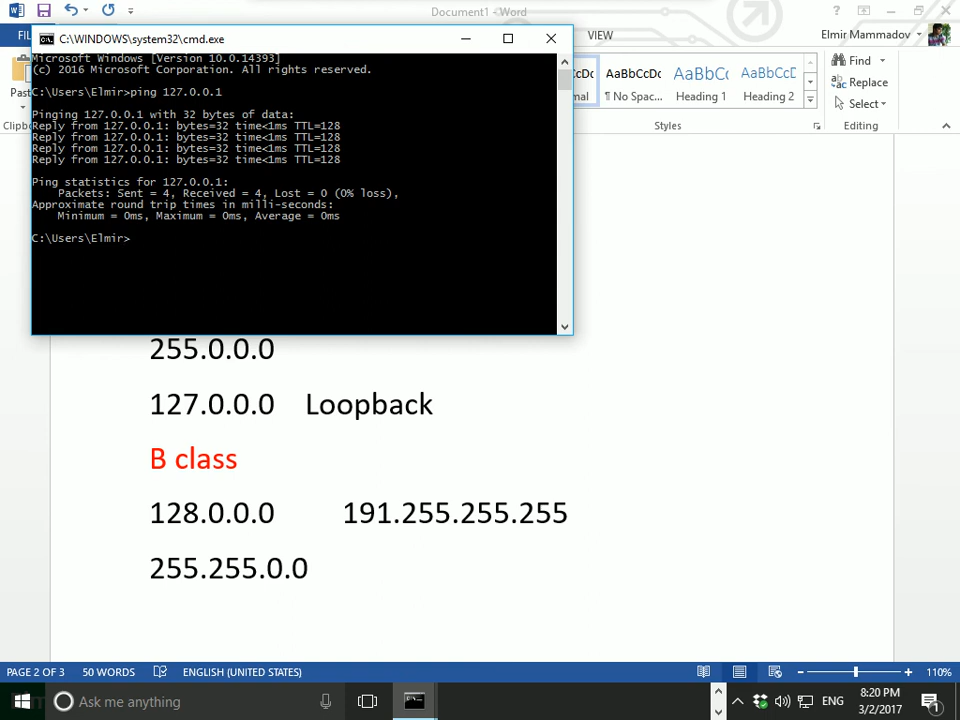 Document1 - Word
C:\WINDOWS\system32\cmd.exe
VIEW
Elmir Mammadov
Microsoft Windows [Version 10.0.14393]
(c) 2016 Microsoft Corporation. All rights reserved.
C:\Users\Elmir>ping 127.0.0.1
Pinging 127.0.0.1 with 32 bytes of data:
Reply from 127.0.0.1: bytes=32 time<1ms TTL=128
Reply from 127.0.0.1: bytes=32 time<1ms TTL=128
Reply from 127.0.0.1: bytes=32 time<1ms TTL=128
Reply from 127.0.0.1: bytes=32 time<1ms TTL=128
Ping statistics for 127.0.0.1:
Packets: Sent = 4, Received = 4, Lost = 0 (0% loss),
Approximate round trip times in milli-seconds:
Minimum = 0ms, Maximum = 0ms, Average = 0ms
C:\Users\Elmir>
AaBbCcDc AaBbCc AaBbCcC
¶ No Spac... Heading 1 Heading 2
Styles
Find
Replace
Select
Editing
255.0.0.0
127.0.0.0 Loopback
B class
128.0.0.0 191.255.255.255
255.255.0.0
PAGE 2 OF 3 50 WORDS ENGLISH (UNITED STATES) 110%
Ask me anything
ENG
8:20 PM
3/2/2017